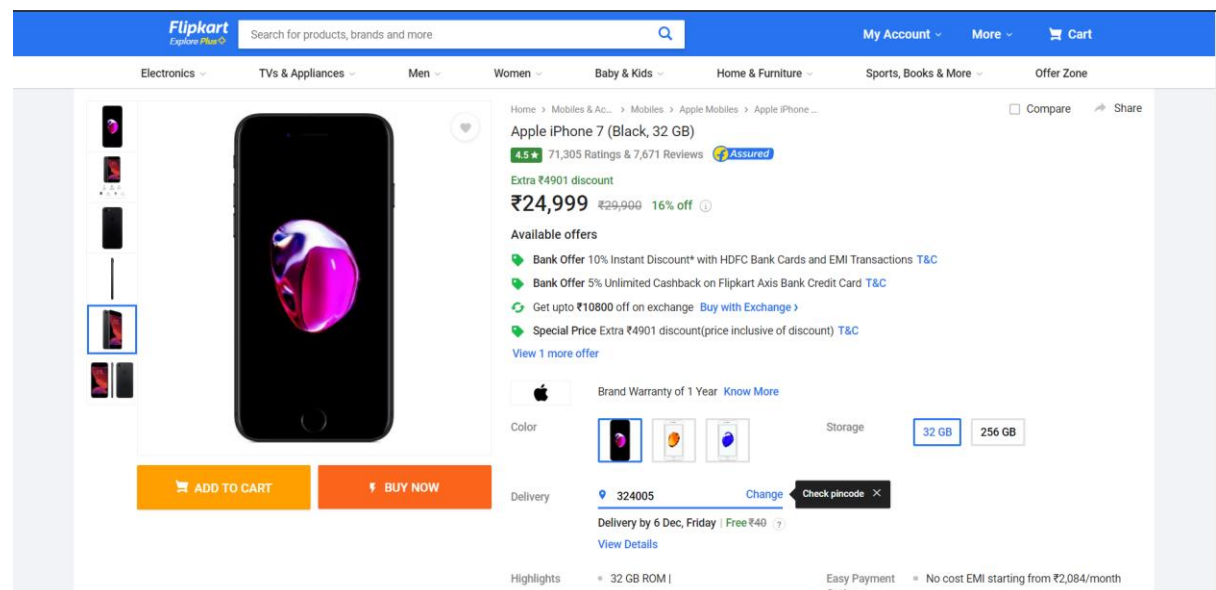 Flipkart
Explore Plus
Search for products, brands and more
My Account
More
Cart
Electronics
TVs & Appliances
Men
Women
Baby & Kids
Home & Furniture
Sports, Books & More
Offer Zone
Home > Mobiles & Ac... > Mobiles > Apple Mobiles > Apple iPhone ...
Compare
Share
Apple iPhone 7 (Black, 32 GB)
4.5★ 71,305 Ratings & 7,671 Reviews Assured
Extra ₹4901 discount
₹24,999 ₹29,900 16% off
Available offers
Bank Offer 10% Instant Discount* with HDFC Bank Cards and EMI Transactions T&C
Bank Offer 5% Unlimited Cashback on Flipkart Axis Bank Credit Card T&C
Get upto ₹10800 off on exchange Buy with Exchange >
Special Price Extra ₹4901 discount(price inclusive of discount) T&C
View 1 more offer
Brand Warranty of 1 Year Know More
Color
Storage
32 GB
256 GB
ADD TO CART
BUY NOW
Delivery
324005
Change
Check pincode ×
Delivery by 6 Dec, Friday | Free ₹40 ?
View Details
Highlights
32 GB ROM |
Easy Payment
No cost EMI starting from ₹2,084/month